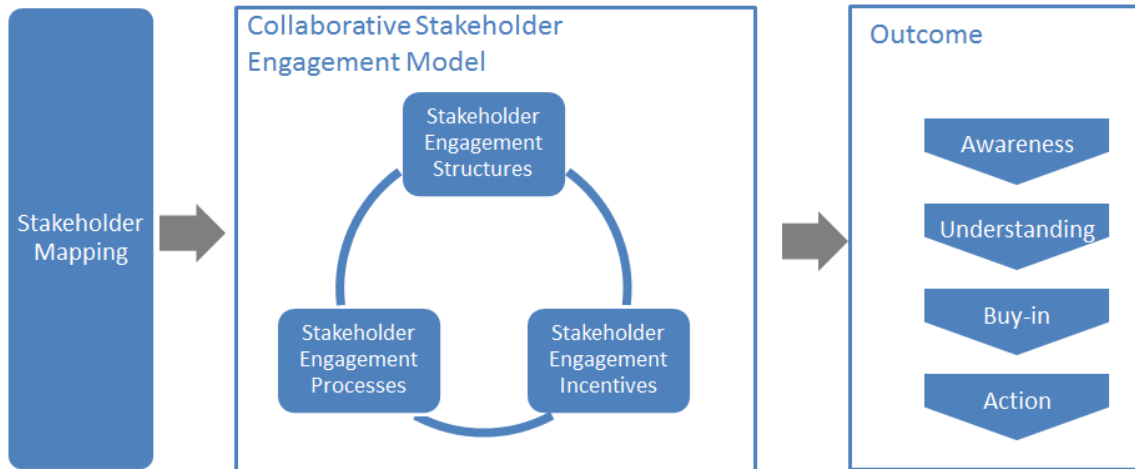 Stakeholder
Mapping
Collaborative Stakeholder
Engagement Model
Stakeholder
Engagement
Structures
Stakeholder
Engagement
Processes
Stakeholder
Engagement
Incentives
Outcome
Awareness
Understanding
Buy-in
Action